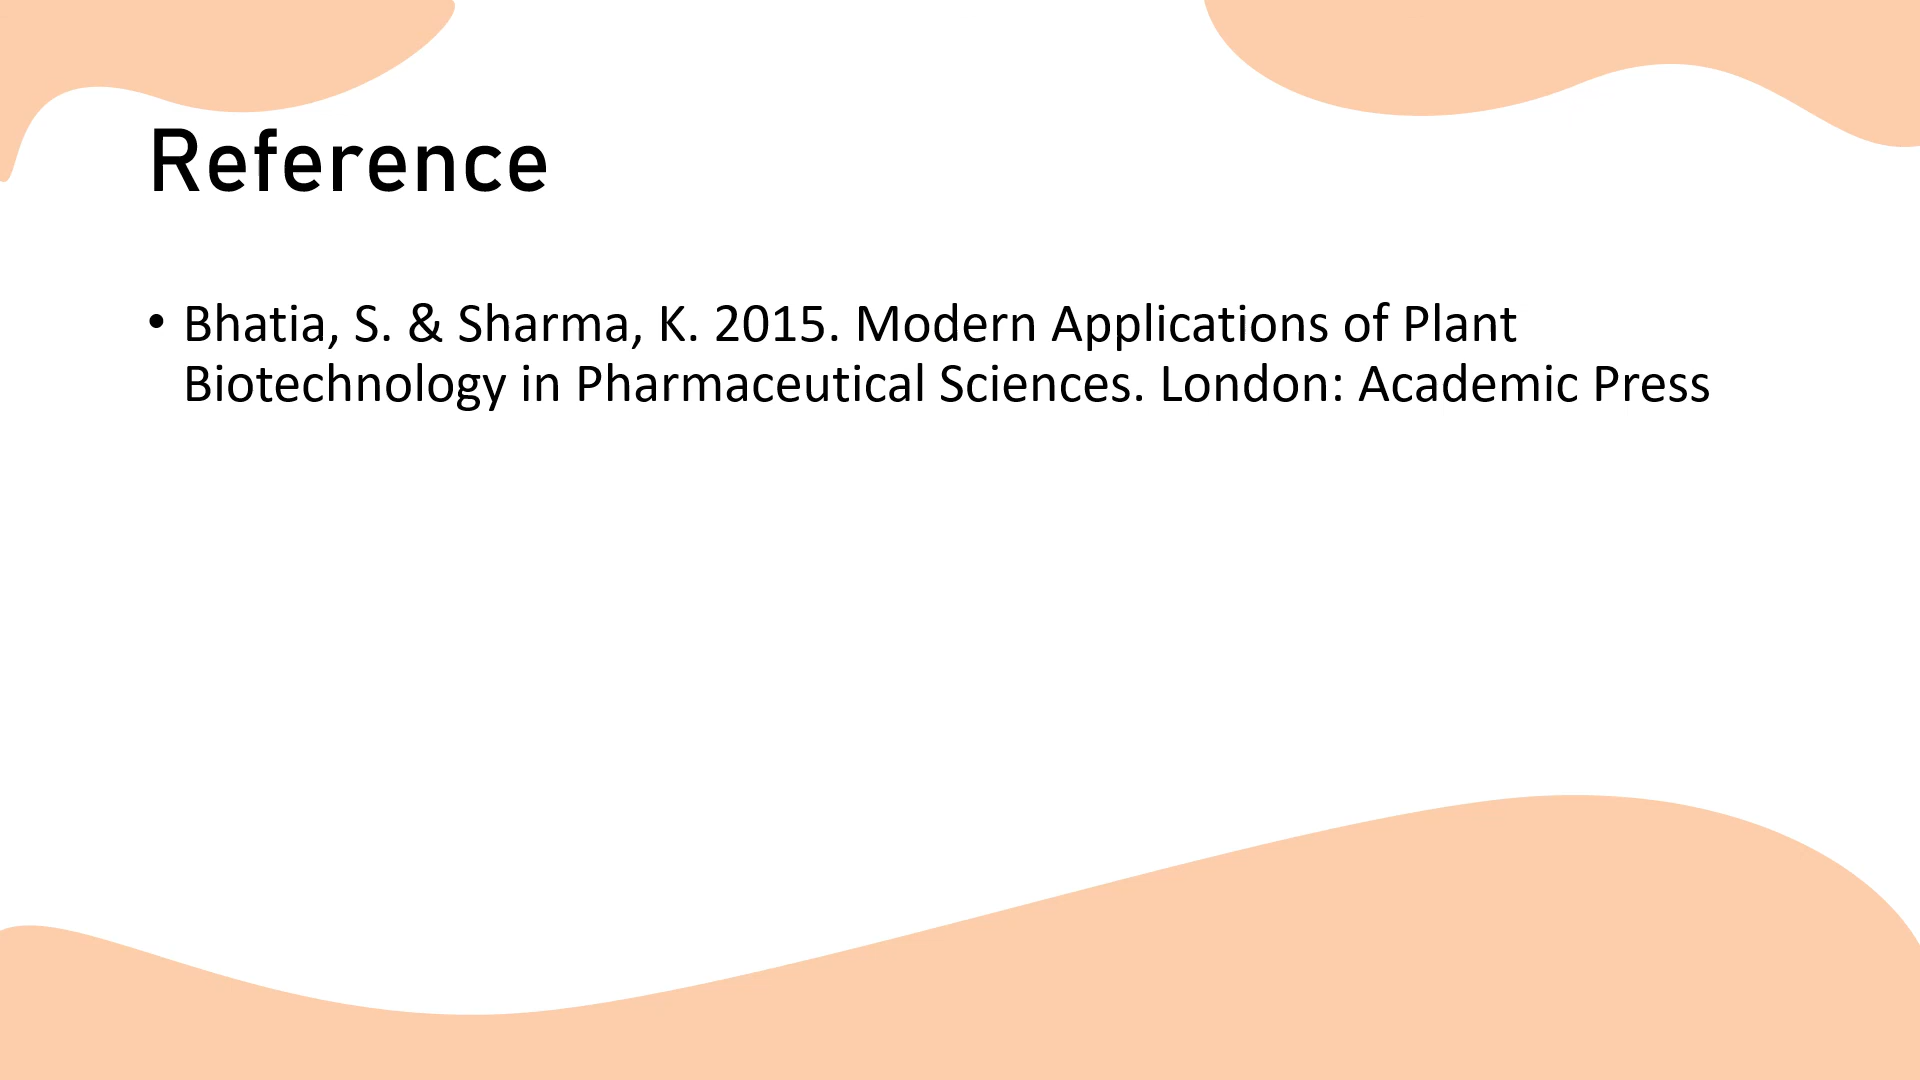 Reference
• Bhatia, S. & Sharma, K. 2015. Modern Applications of Plant
Biotechnology in Pharmaceutical Sciences. London: Academic Press